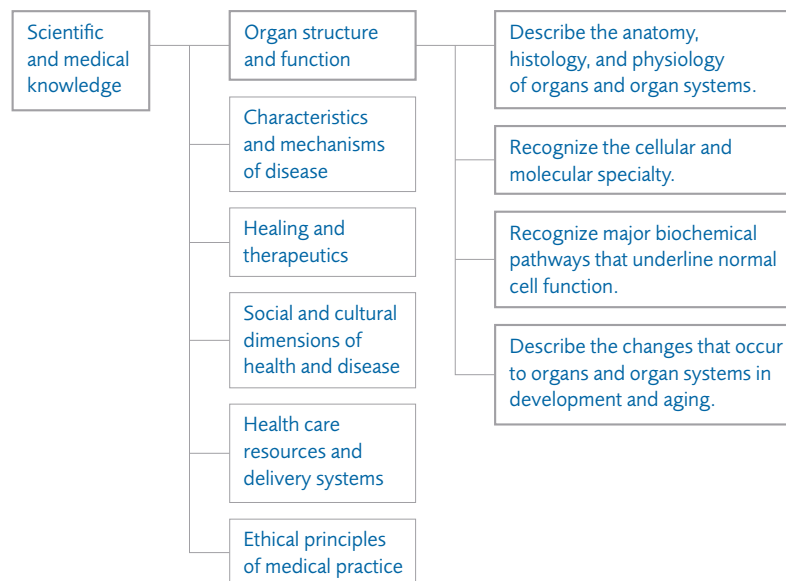 Scientific
and medical
knowledge
Organ structure
and function
Characteristics
and mechanisms
of disease
Healing and
therapeutics
Social and cultural
dimensions of
health and disease
Health care
resources and
delivery systems
Ethical principles
of medical practice
Describe the anatomy,
histology, and physiology
of organs and organ systems.
Recognize the cellular and
molecular specialty.
Recognize major biochemical
pathways that underline normal
cell function.
Describe the changes that occur
to organs and organ systems in
development and aging.